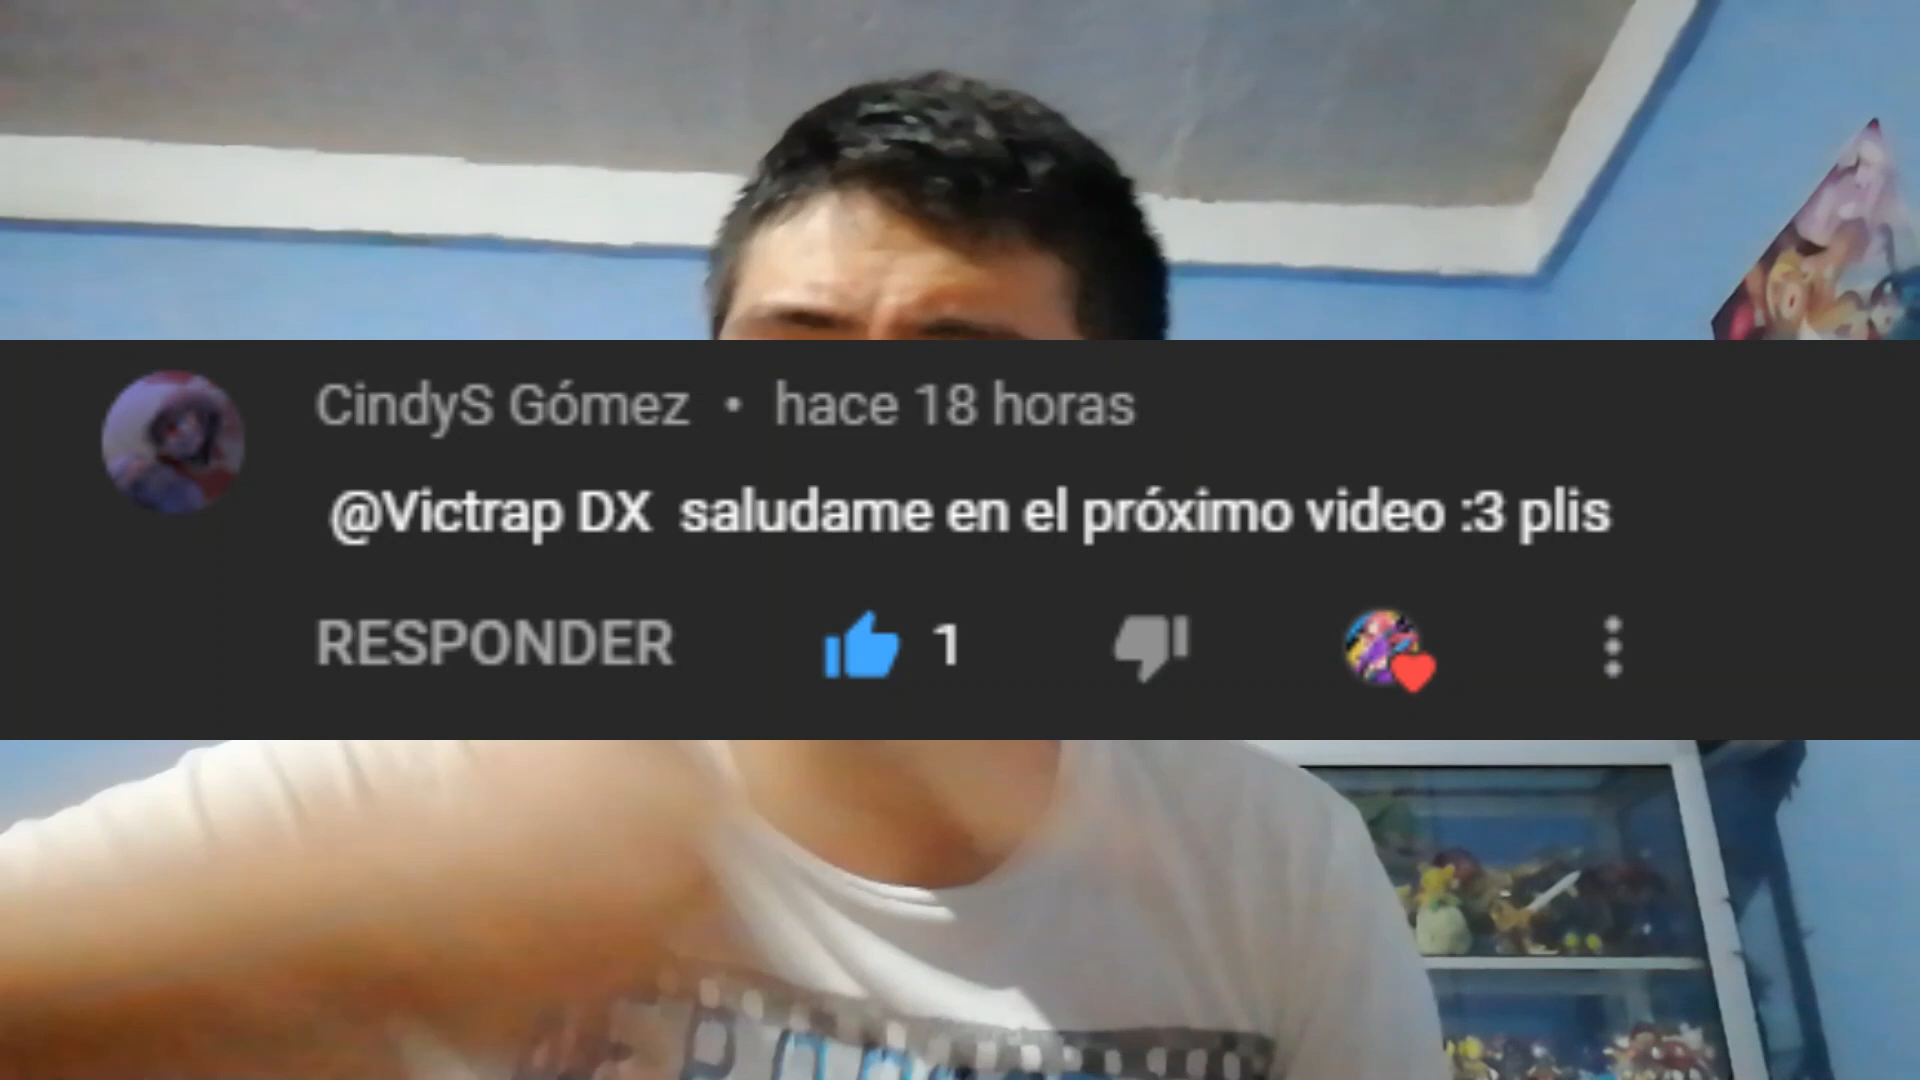 CindyS Gómez • hace 18 horas
@Victrap DX saludame en el próximo video :3 plis
RESPONDER 1